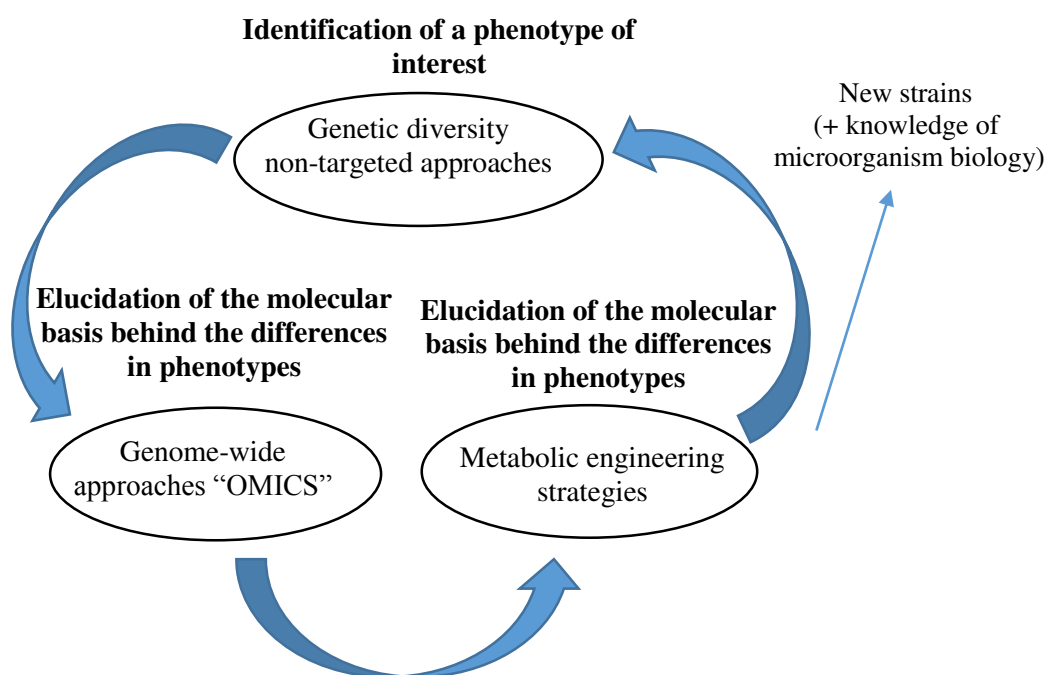 Identification of a phenotype of
interest
Genetic diversity
non-targeted approaches
New strains
(+ knowledge of
microorganism biology)
Elucidation of the molecular
basis behind the differences
in phenotypes
Elucidation of the molecular
basis behind the differences
in phenotypes
Genome-wide
approaches “OMICS”
Metabolic engineering
strategies